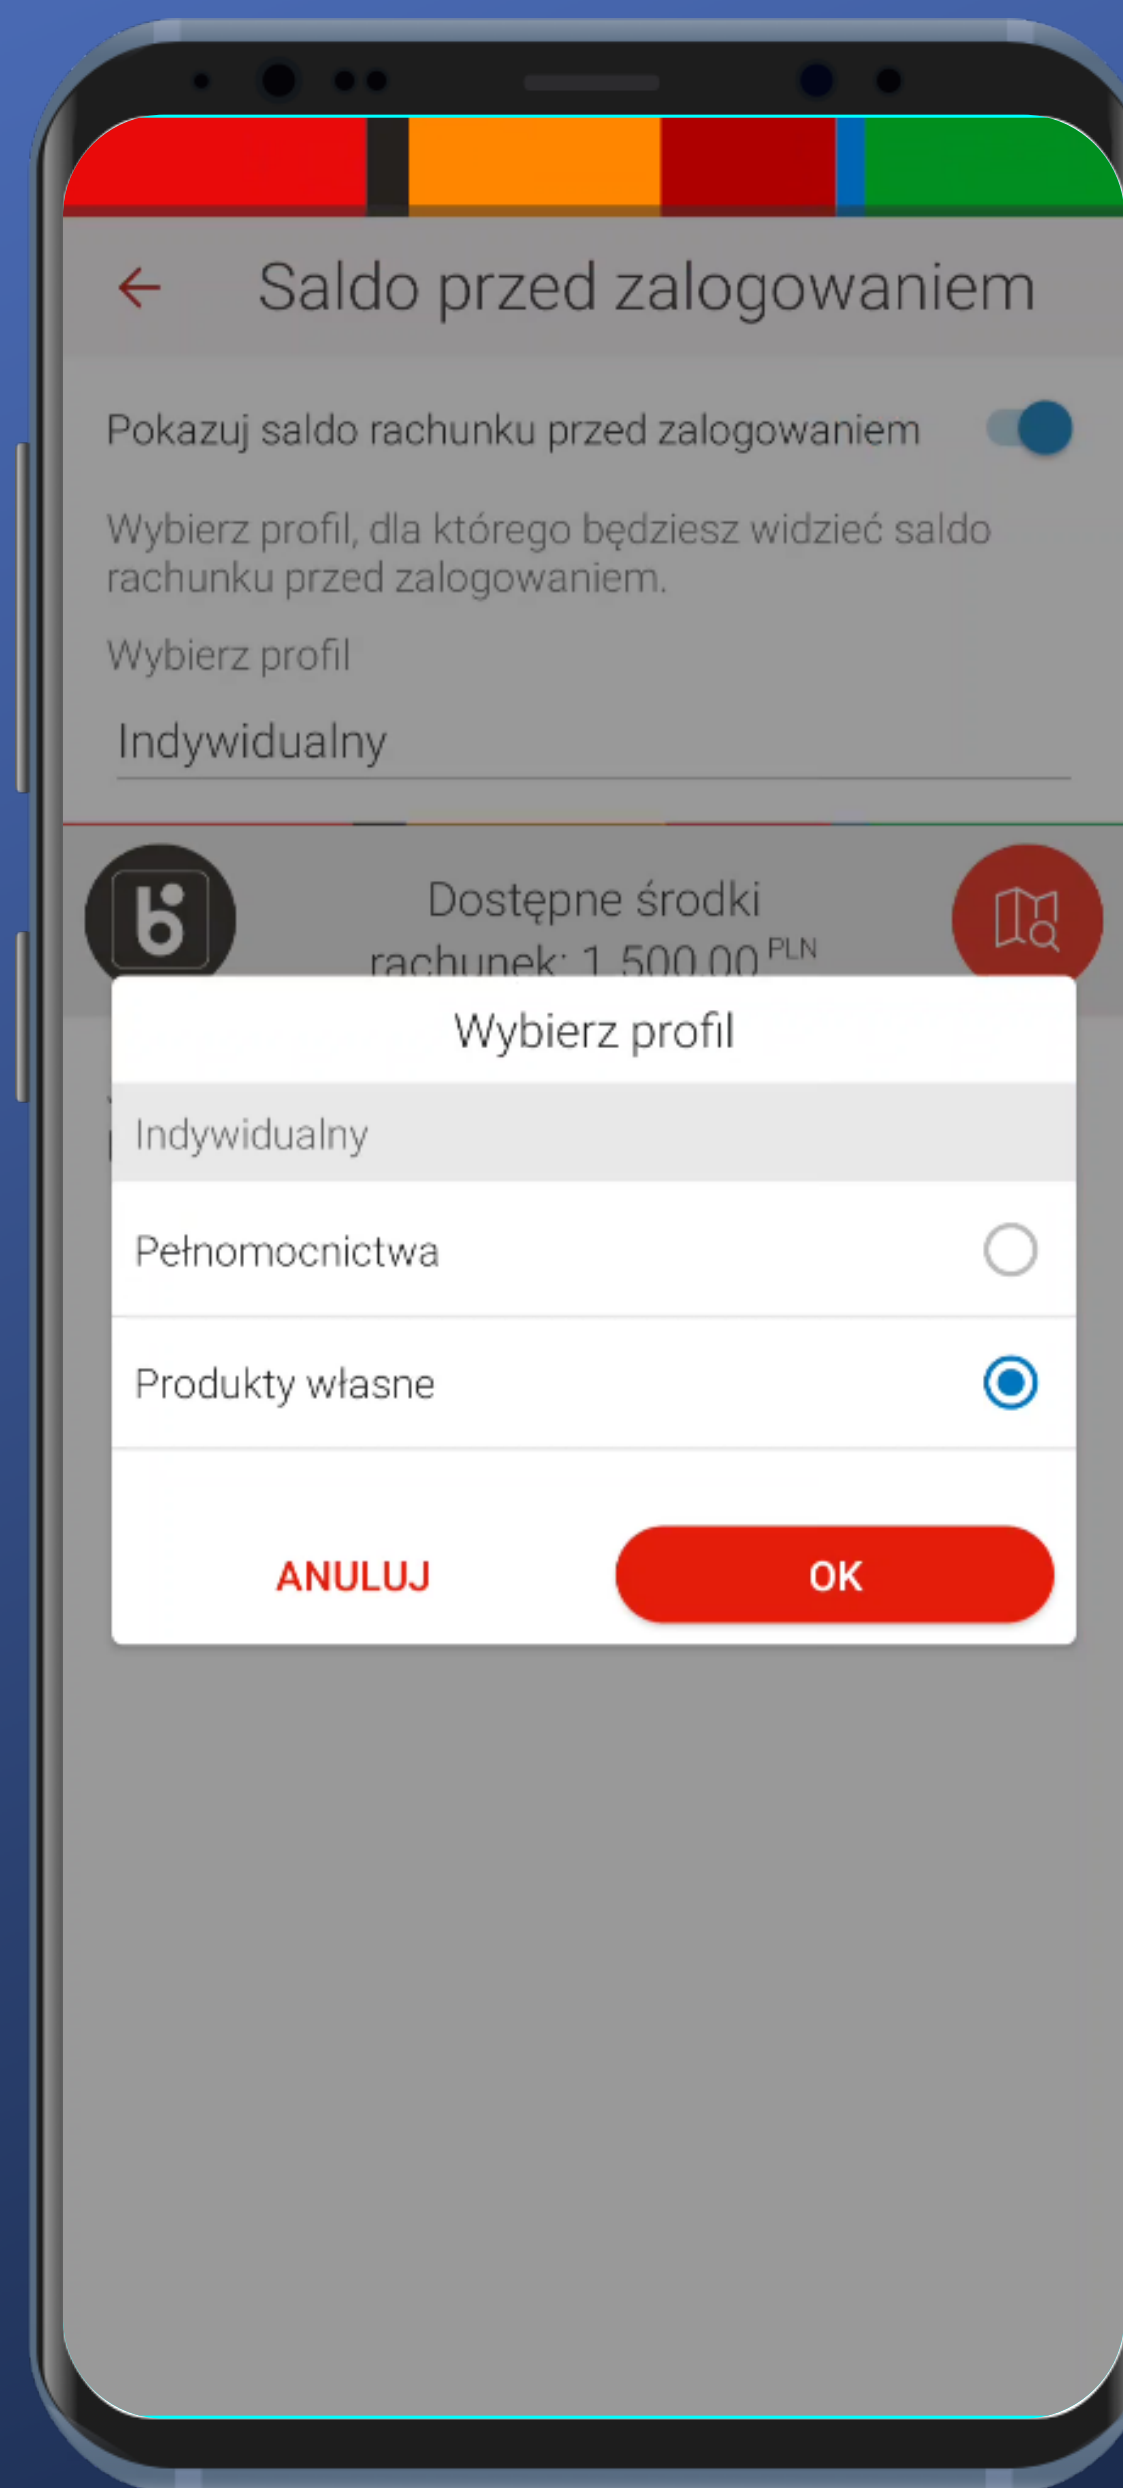 Saldo przed zalogowaniem
Pokazuj saldo rachunku przed zalogowaniem
Wybierz profil, dla którego będziesz widzieć saldo
rachunku przed zalogowaniem.
Wybierz profil
Indywidualny
Dostępne środki
rachunek: 1 500,00 PLN
Wybierz profil
Indywidualny
Pełnomocnictwa
Produkty własne
ANULUJ OK